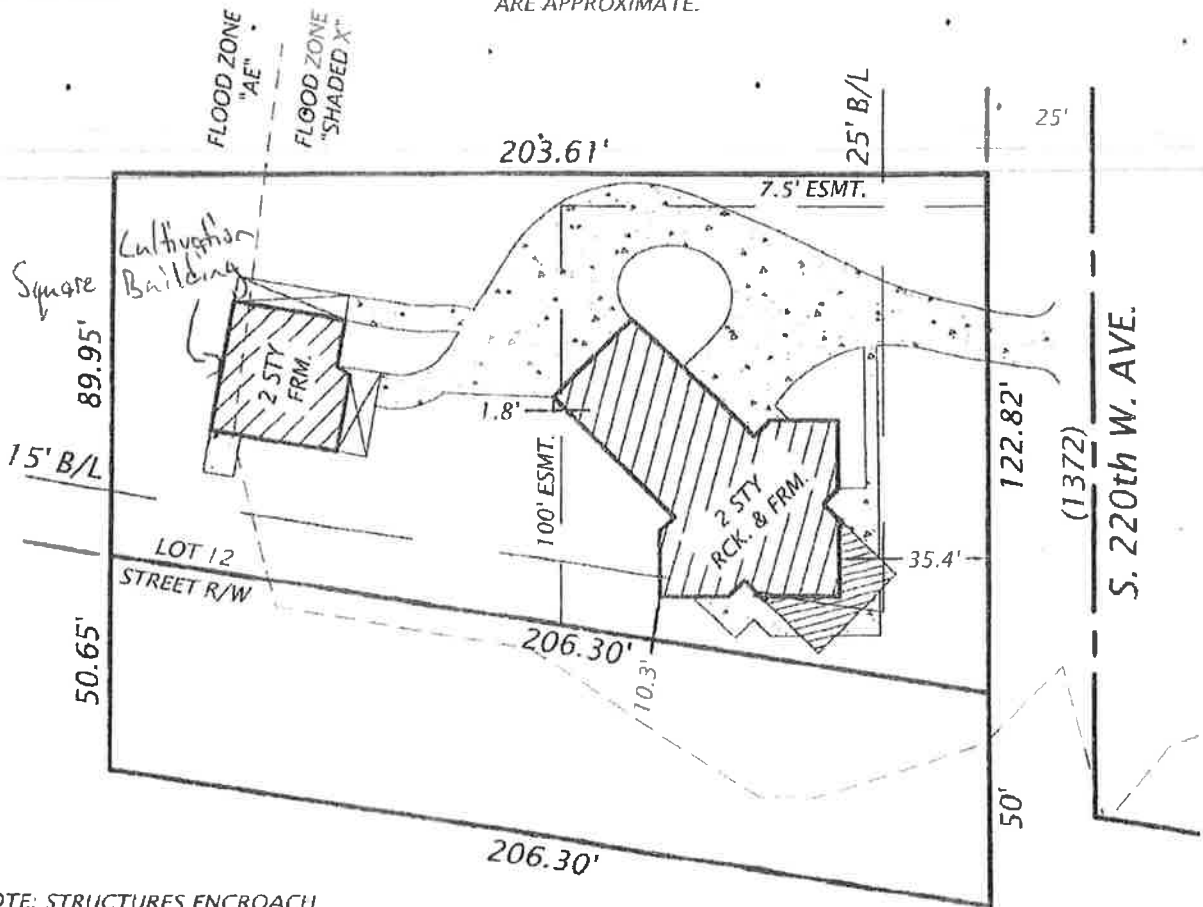 ARE APPROXIMATE.
FLOOD ZONE
"AE"
FLOOD ZONE
"SHADED X"
203.61'
25' B/L
25'
7.5' ESMT.
Cultivation
Square Building
89.95'
2 STY
FRM.
1.8'
100' ESMT.
2 STY
RCK. & FRM.
35.4'
122.82'
(1372)
S. 220th W. AVE.
15' B/L
LOT 12
STREET R/W
206.30'
10.3'
50.65'
50'
206.30'
NOTE: STRUCTURES ENCROACH